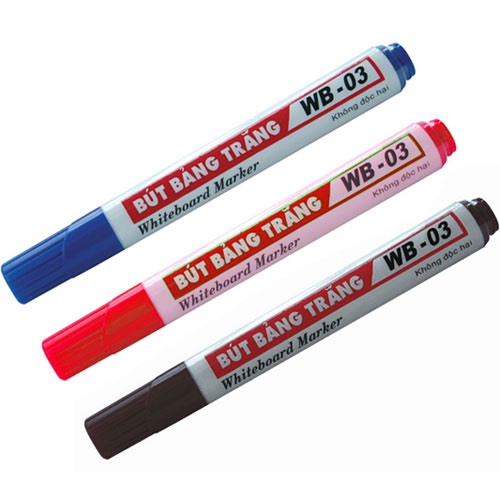 BÚT BẢNG TRẮNG
WB-03
Whiteboard Marker
Không độc hại
BÚT BẢNG TRẮNG
WB-03
Whiteboard Marker
Không độc hại
BÚT BẢNG TRẮNG
WB-03
Whiteboard Marker
Không độc hại